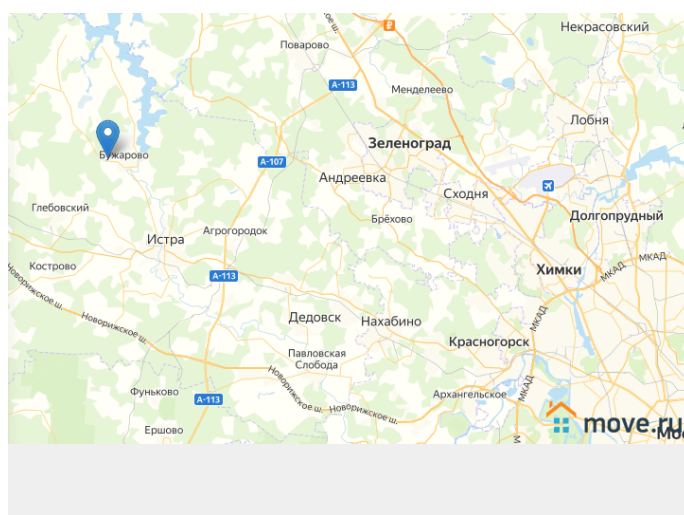 Некрасовский
ш.
Поварово
А-113
Менделеево
Лобня
Зеленоград
Бужарово
А-107
Андреевка
Сходня
Глебовский
Долгопрудный
Брёхово
Агрогородок
Истра
МКАД
Кострово
Химки
МКАД
А-113
Новорижское ш.
Дедовск
Нахабино
МКАД
Новорижское ш.
Красногорск
Павловская
Слобода
Новорижское ш.
Фуньково
А-113
Архангельское
МКАД
Новорижское ш.
move.ru
Ершово